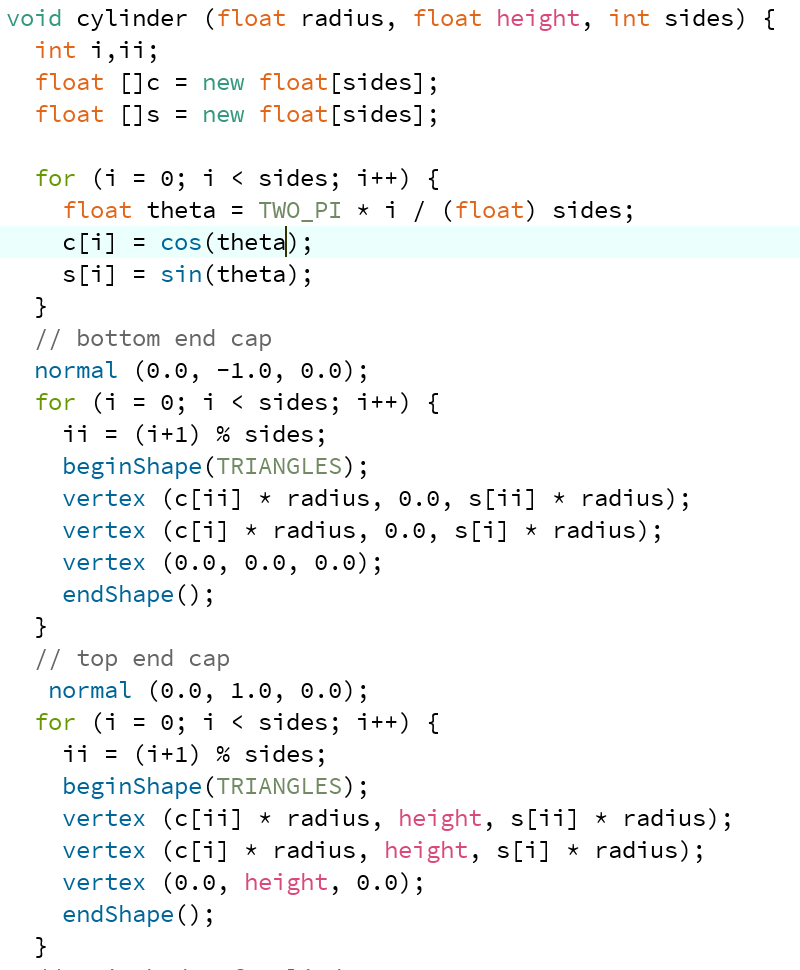 void cylinder (float radius, float height, int sides) {
  int i,ii;
  float []c = new float[sides];
  float []s = new float[sides];

  for (i = 0; i < sides; i++) {
    float theta = TWO_PI * i / (float) sides;
    c[i] = cos(theta);
    s[i] = sin(theta);
  }
  // bottom end cap
  normal (0.0, -1.0, 0.0);
  for (i = 0; i < sides; i++) {
    ii = (i+1) % sides;
    beginShape(TRIANGLES);
    vertex (c[ii] * radius, 0.0, s[ii] * radius);
    vertex (c[i] * radius, 0.0, s[i] * radius);
    vertex (0.0, 0.0, 0.0);
    endShape();
  }
  // top end cap
   normal (0.0, 1.0, 0.0);
  for (i = 0; i < sides; i++) {
    ii = (i+1) % sides;
    beginShape(TRIANGLES);
    vertex (c[ii] * radius, height, s[ii] * radius);
    vertex (c[i] * radius, height, s[i] * radius);
    vertex (0.0, height, 0.0);
    endShape();
  }